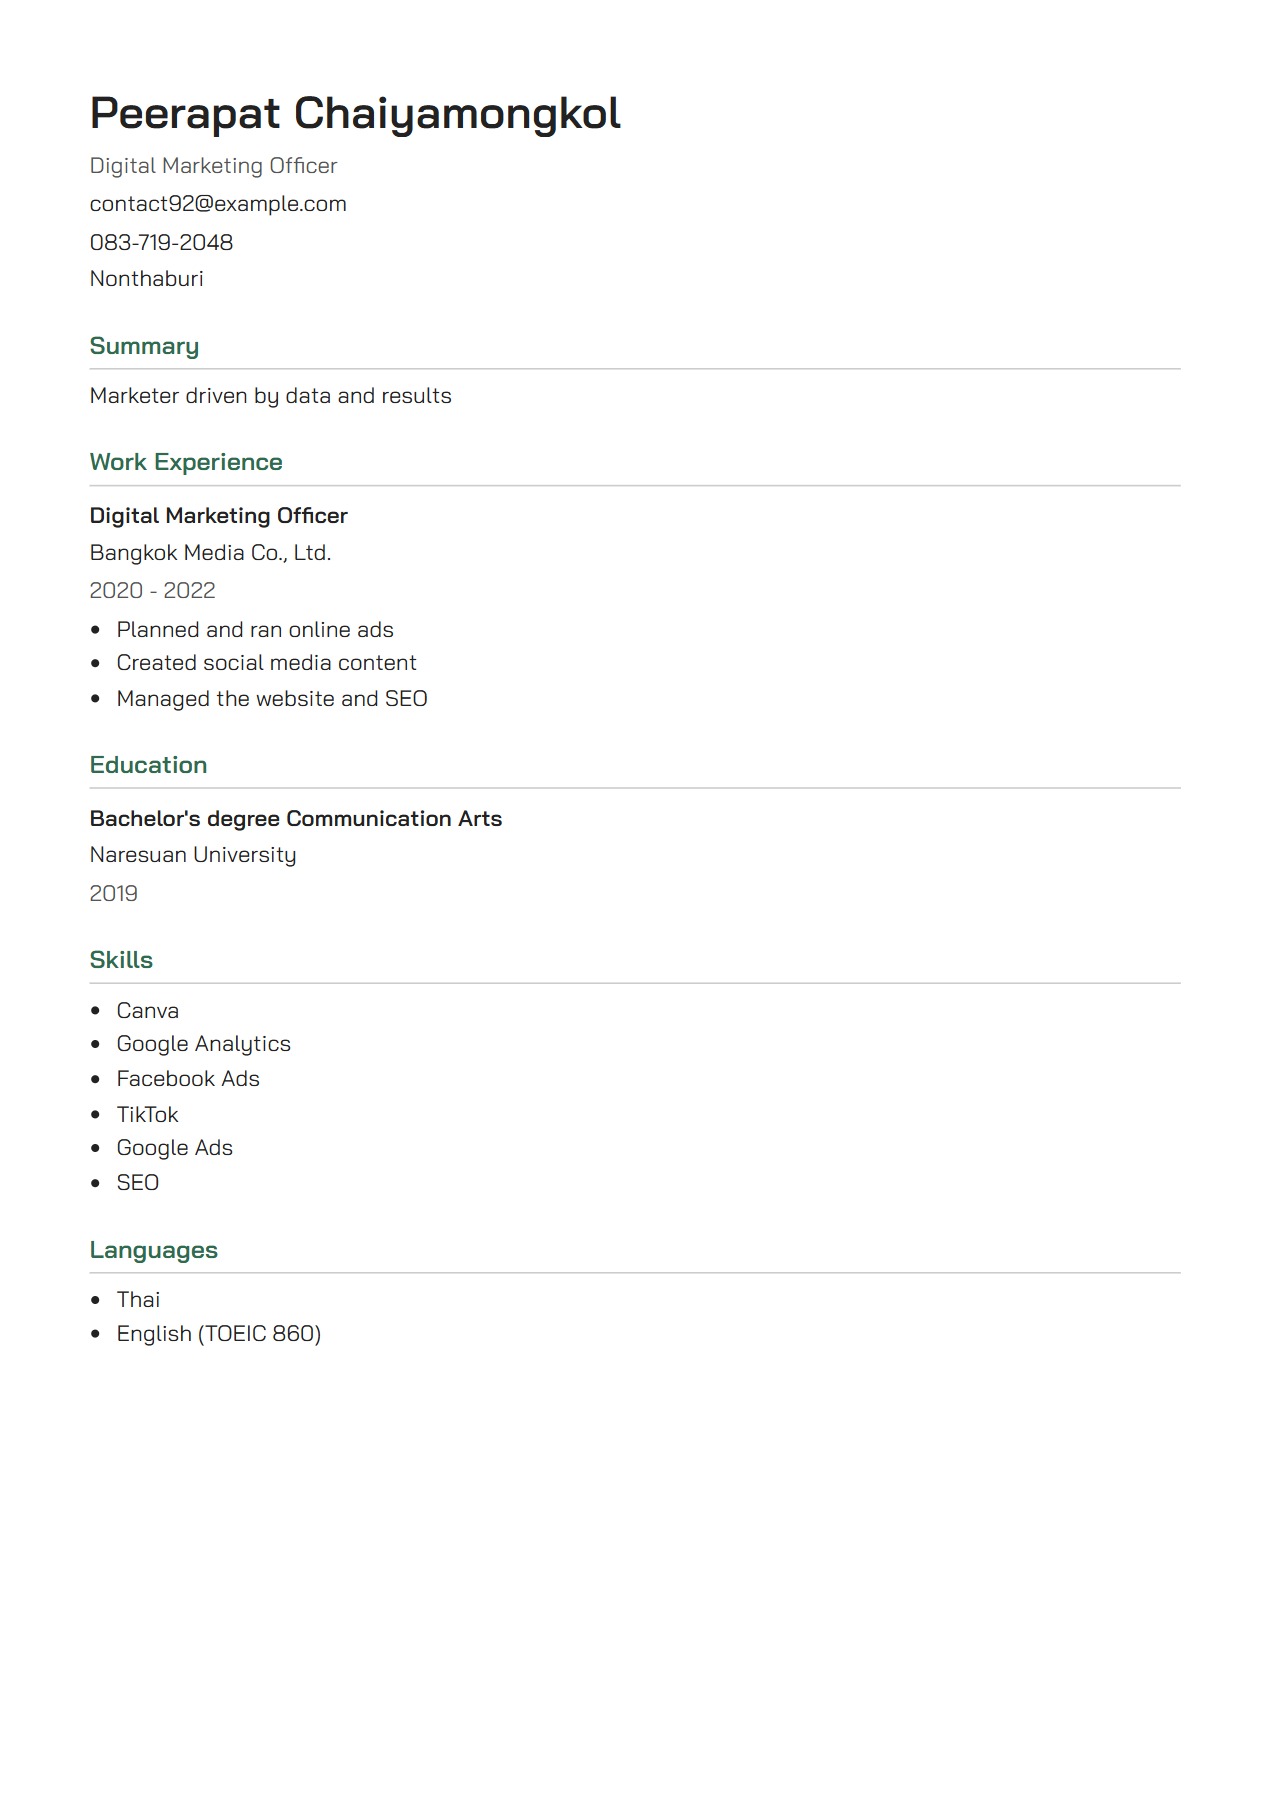 Peerapat Chaiyamongkol
Digital Marketing Officer
contact92@example.com
083-719-2048
Nonthaburi
Summary
Marketer driven by data and results
Work Experience
Digital Marketing Officer
Bangkok Media Co., Ltd.
2020 - 2022
• Planned and ran online ads
• Created social media content
• Managed the website and SEO
Education
Bachelor's degree Communication Arts
Naresuan University
2019
Skills
• Canva
• Google Analytics
• Facebook Ads
• TikTok
• Google Ads
• SEO
Languages
• Thai
• English (TOEIC 860)